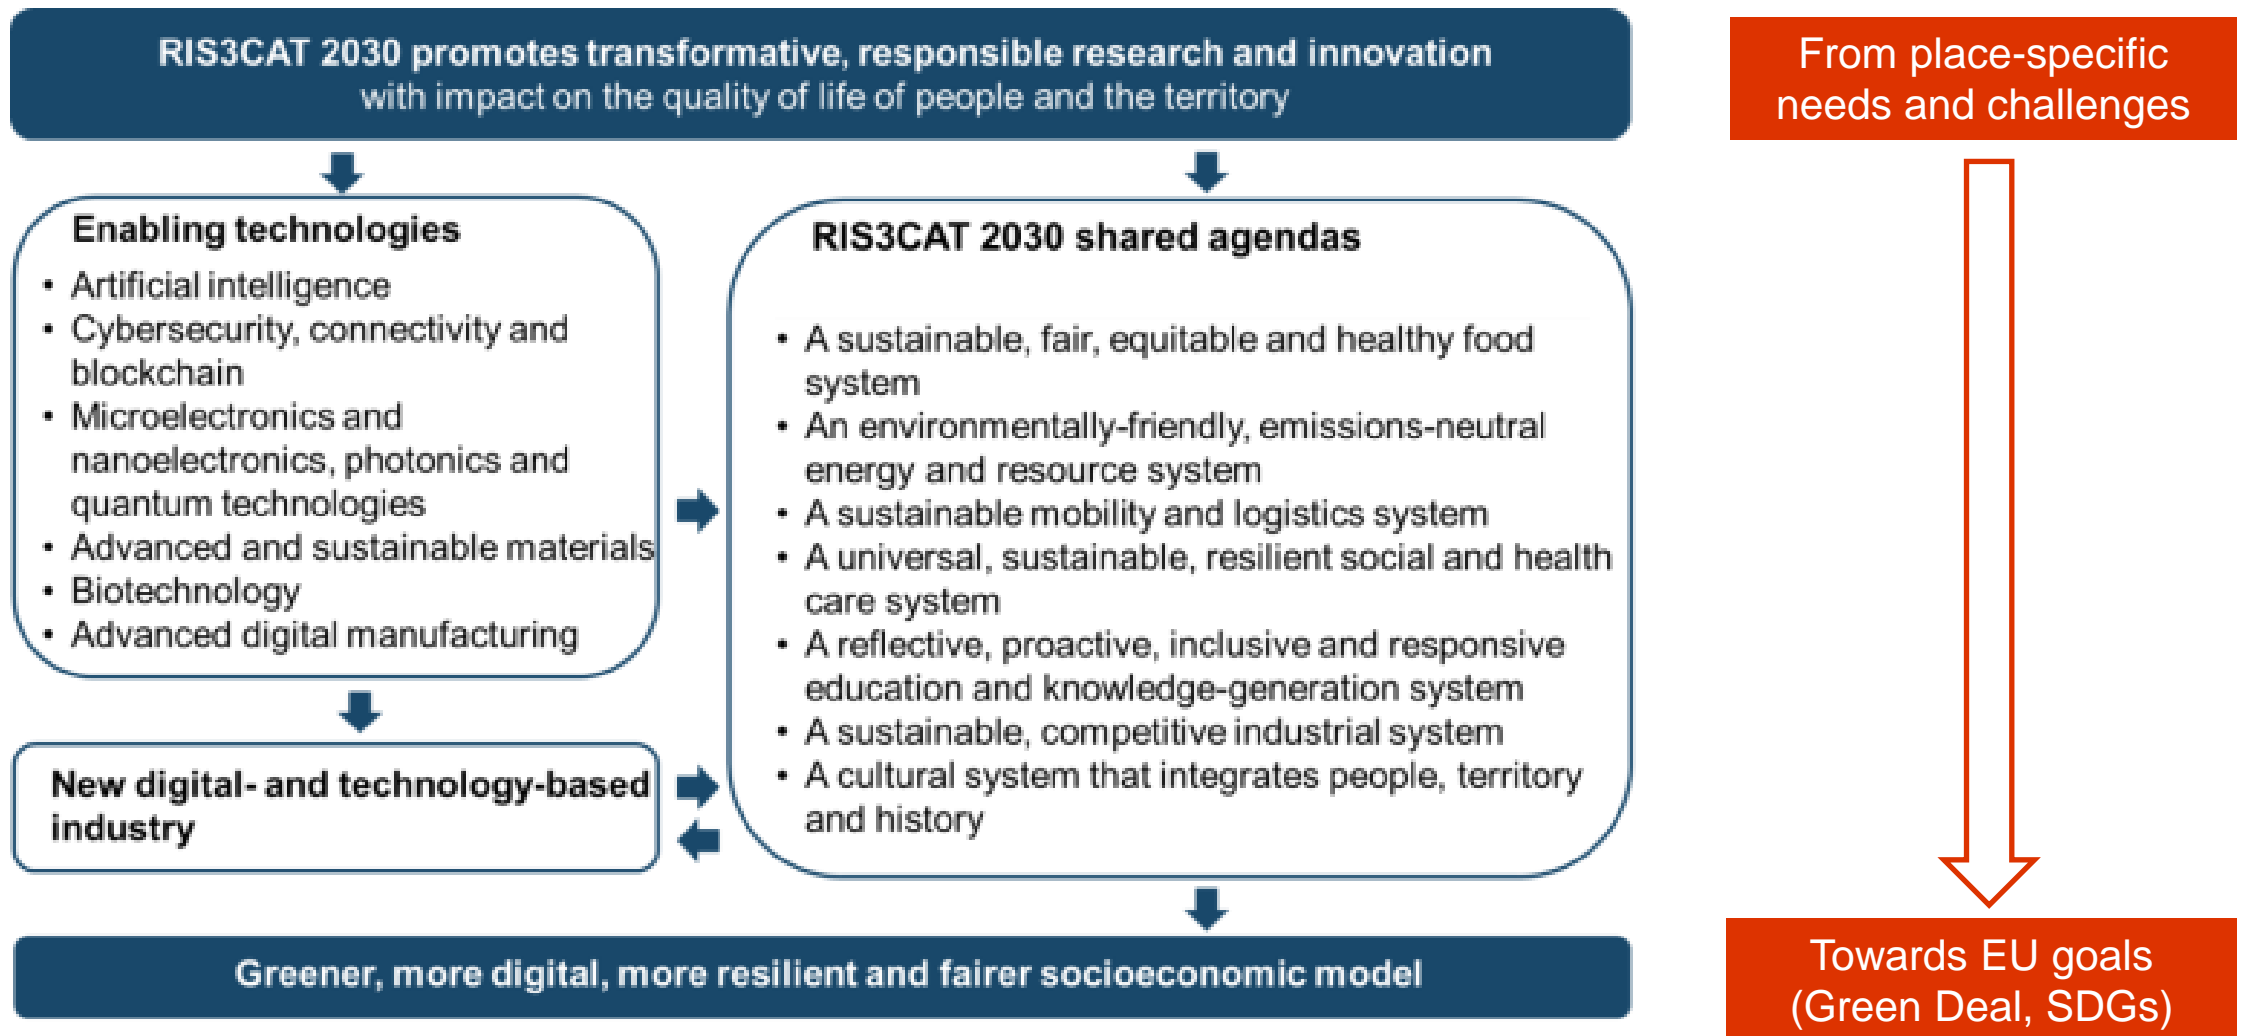 RIS3CAT 2030 promotes transformative, responsible research and innovation
with impact on the quality of life of people and the territory
Enabling technologies
• Artificial intelligence
• Cybersecurity, connectivity and
blockchain
• Microelectronics and
nanoelectronics, photonics and
quantum technologies
• Advanced and sustainable materials
• Biotechnology
• Advanced digital manufacturing
New digital- and technology-based
industry
RIS3CAT 2030 shared agendas
• A sustainable, fair, equitable and healthy food
system
• An environmentally-friendly, emissions-neutral
energy and resource system
• A sustainable mobility and logistics system
• A universal, sustainable, resilient social and health
care system
• A reflective, proactive, inclusive and responsive
education and knowledge-generation system
• A sustainable, competitive industrial system
• A cultural system that integrates people, territory
and history
Greener, more digital, more resilient and fairer socioeconomic model
From place-specific
needs and challenges
Towards EU goals
(Green Deal, SDGs)